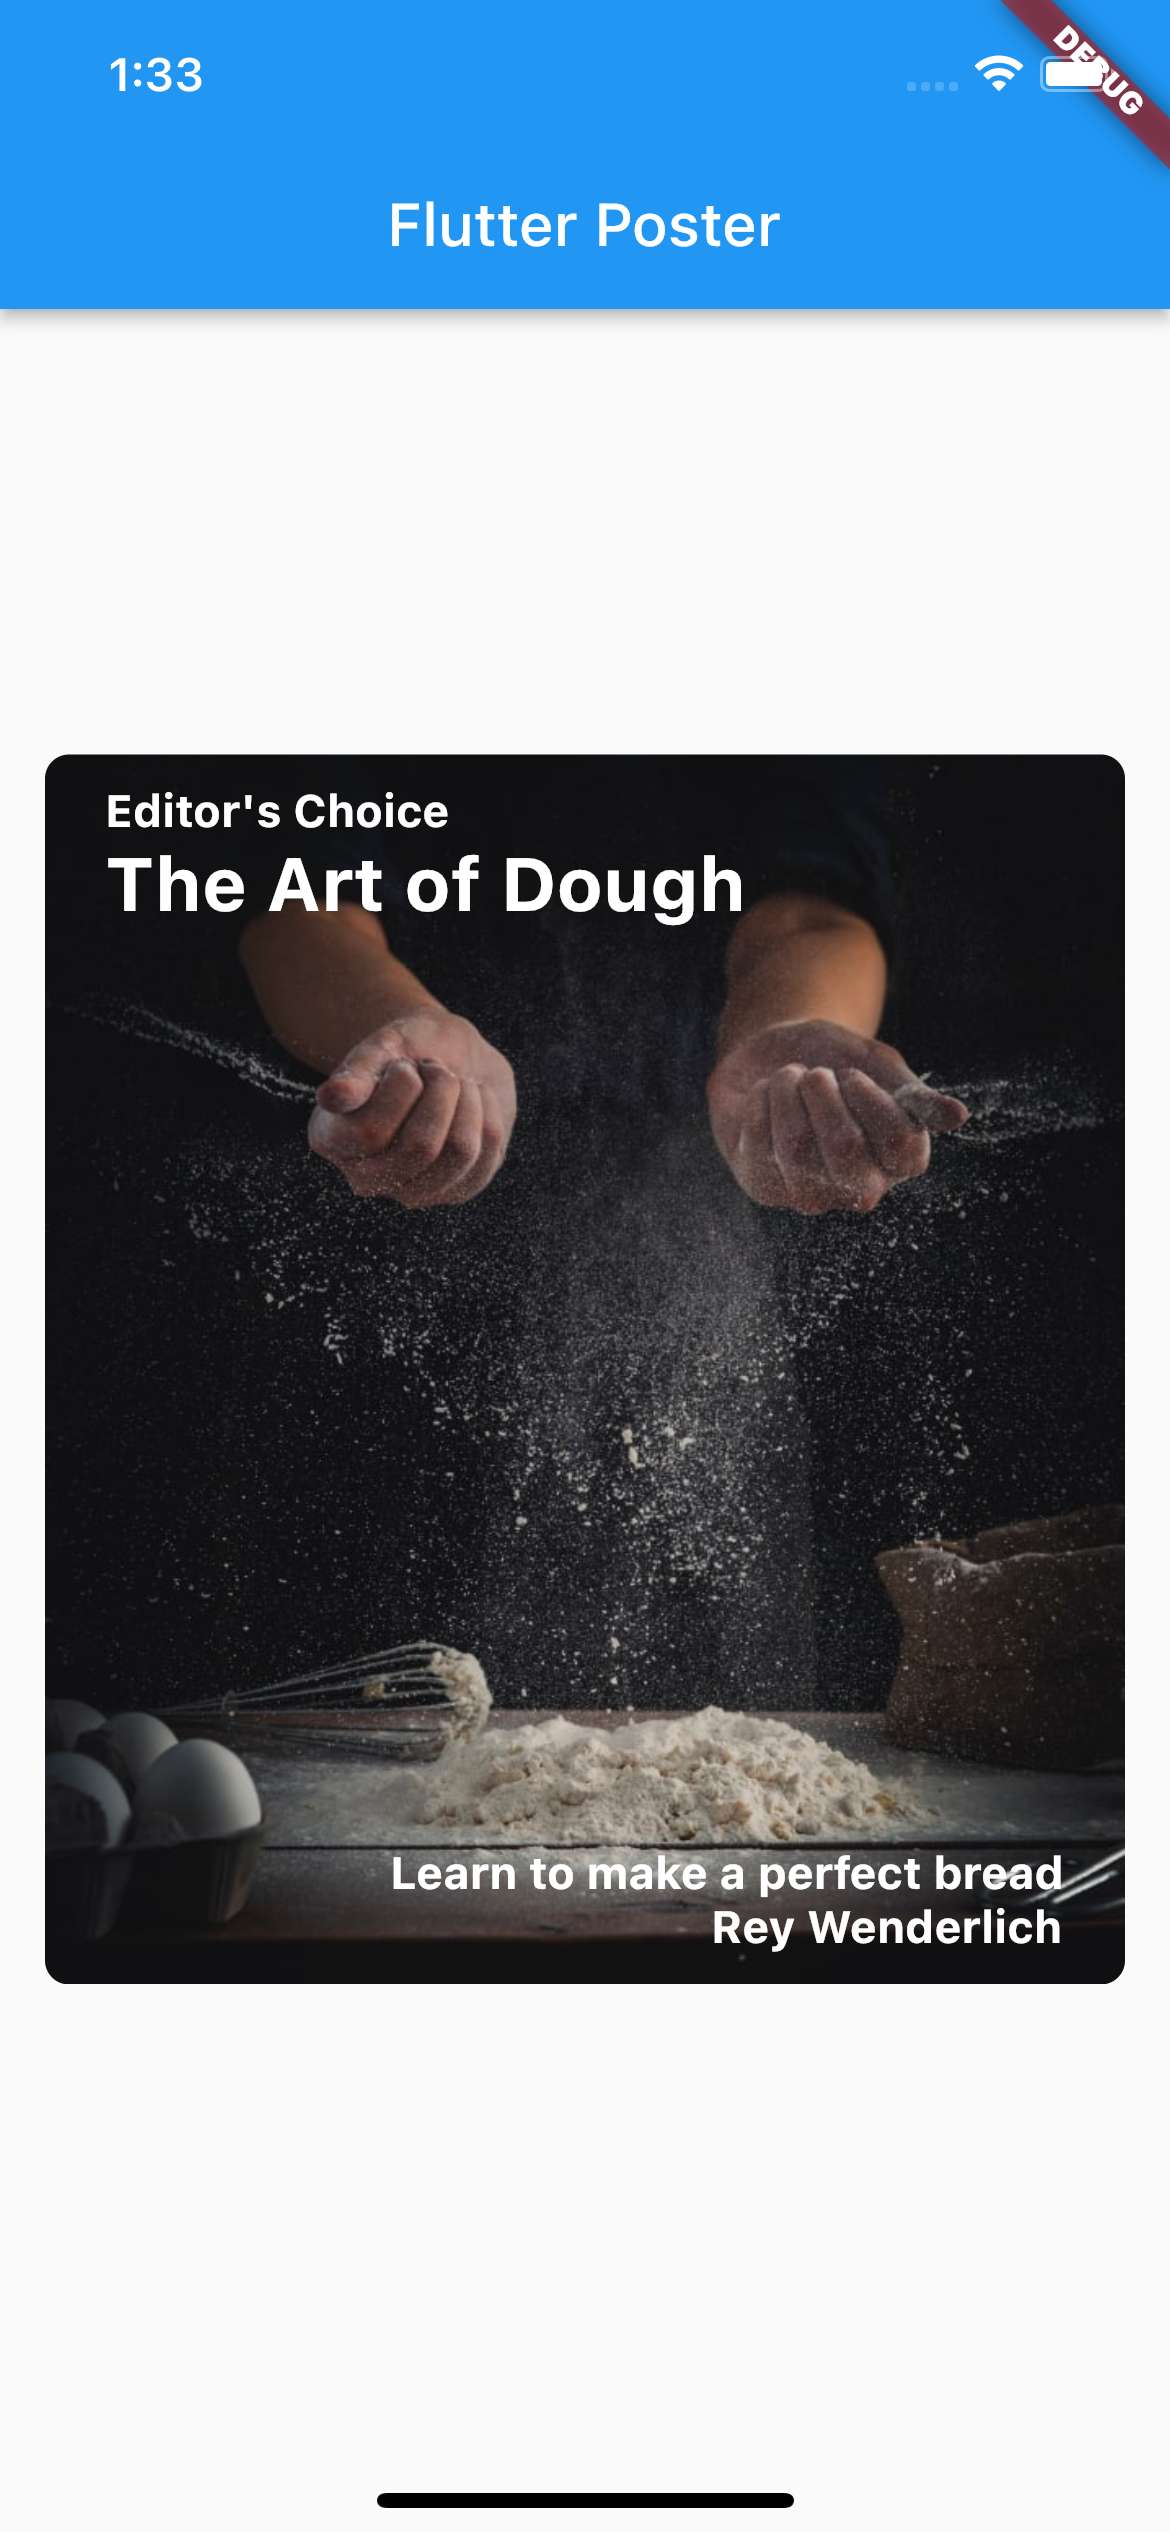 1:33
DEBUG
Flutter Poster
Editor's Choice
The Art of Dough
Learn to make a perfect bread
Rey Wenderlich